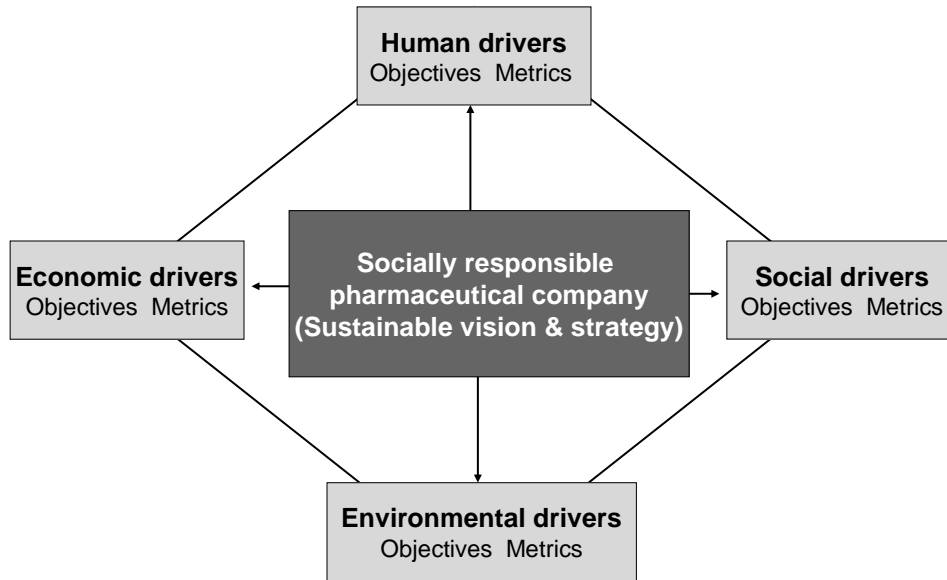 Human drivers
Objectives Metrics
Socially responsible
pharmaceutical company
(Sustainable vision & strategy)
Economic drivers
Objectives Metrics
Social drivers
Objectives Metrics
Environmental drivers
Objectives Metrics